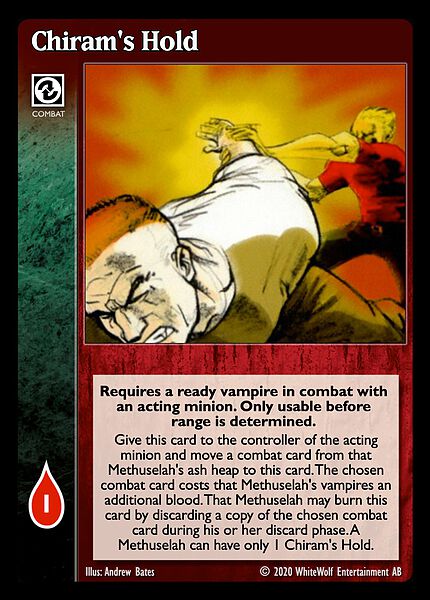 Chiram's Hold
COMBAT
Requires a ready vampire in combat with
an acting minion. Only usable before
range is determined.
Give this card to the controller of the acting
minion and move a combat card from that
Methuselah's ash heap to this card. The chosen
combat card costs that Methuselah's vampires an
additional blood. That Methuselah may burn this
card by discarding a copy of the chosen combat
card during his or her discard phase. A
Methuselah can have only 1 Chiram's Hold.
1
Illus: Andrew Bates
© 2020 WhiteWolf Entertainment AB